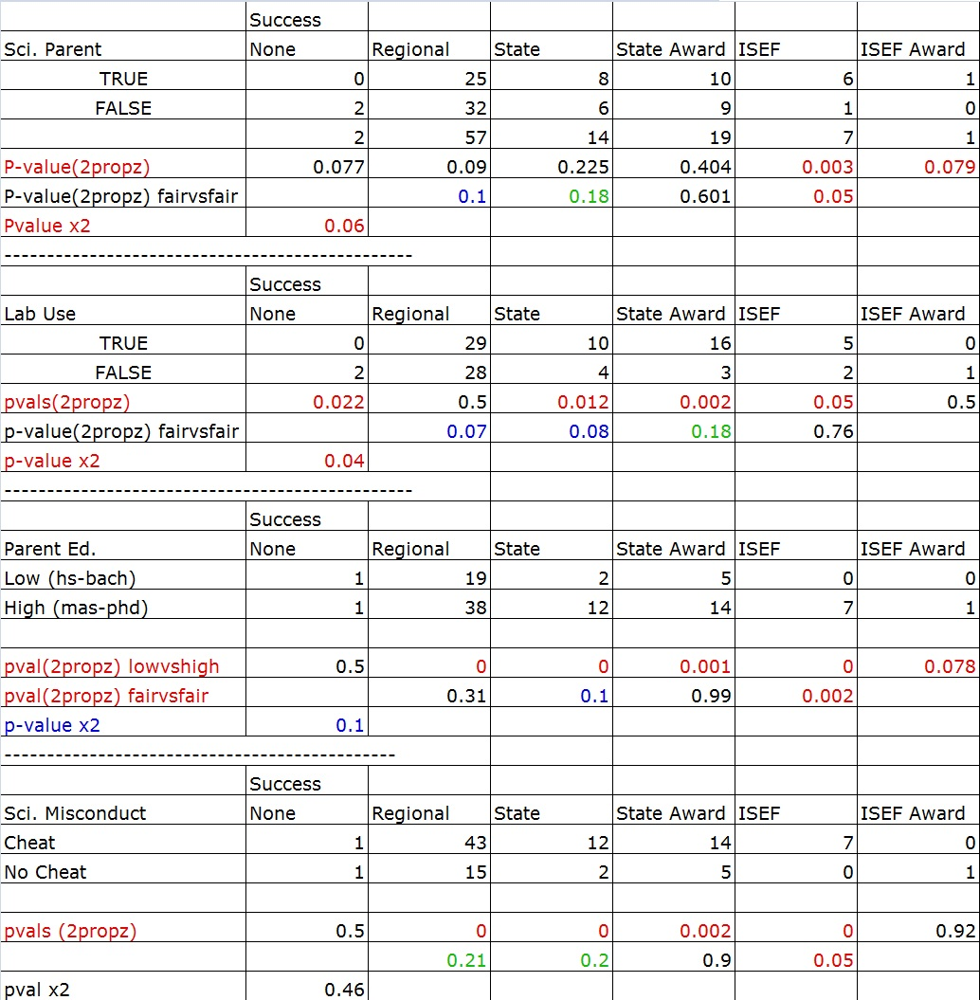 Success
Sci. Parent None Regional State State Award ISEF ISEF Award
TRUE 0 25 8 10 6 1
FALSE 2 32 6 9 1 0
2 57 14 19 7 1
P-value(2propz) 0.077 0.09 0.225 0.404 0.003 0.079
P-value(2propz) fairvsfair 0.1 0.18 0.601 0.05
Pvalue x2 0.06
------------------------------------------------
Success
Lab Use None Regional State State Award ISEF ISEF Award
TRUE 0 29 10 16 5 0
FALSE 2 28 4 3 2 1
pvals(2propz) 0.022 0.5 0.012 0.002 0.05 0.5
p-value(2propz) fairvsfair 0.07 0.08 0.18 0.76
p-value x2 0.04
------------------------------------------------
Success
Parent Ed. None Regional State State Award ISEF ISEF Award
Low (hs-bach) 1 19 2 5 0 0
High (mas-phd) 1 38 12 14 7 1
pval(2propz) lowvshigh 0.5 0 0 0.001 0 0.078
pval(2propz) fairvsfair 0.31 0.1 0.99 0.002
p-value x2 0.1
----------------------------------------------
Success
Sci. Misconduct None Regional State State Award ISEF ISEF Award
Cheat 1 43 12 14 7 0
No Cheat 1 15 2 5 0 1
pvals (2propz) 0.5 0 0 0.002 0 0.92
0.21 0.2 0.9 0.05
pval x2 0.46